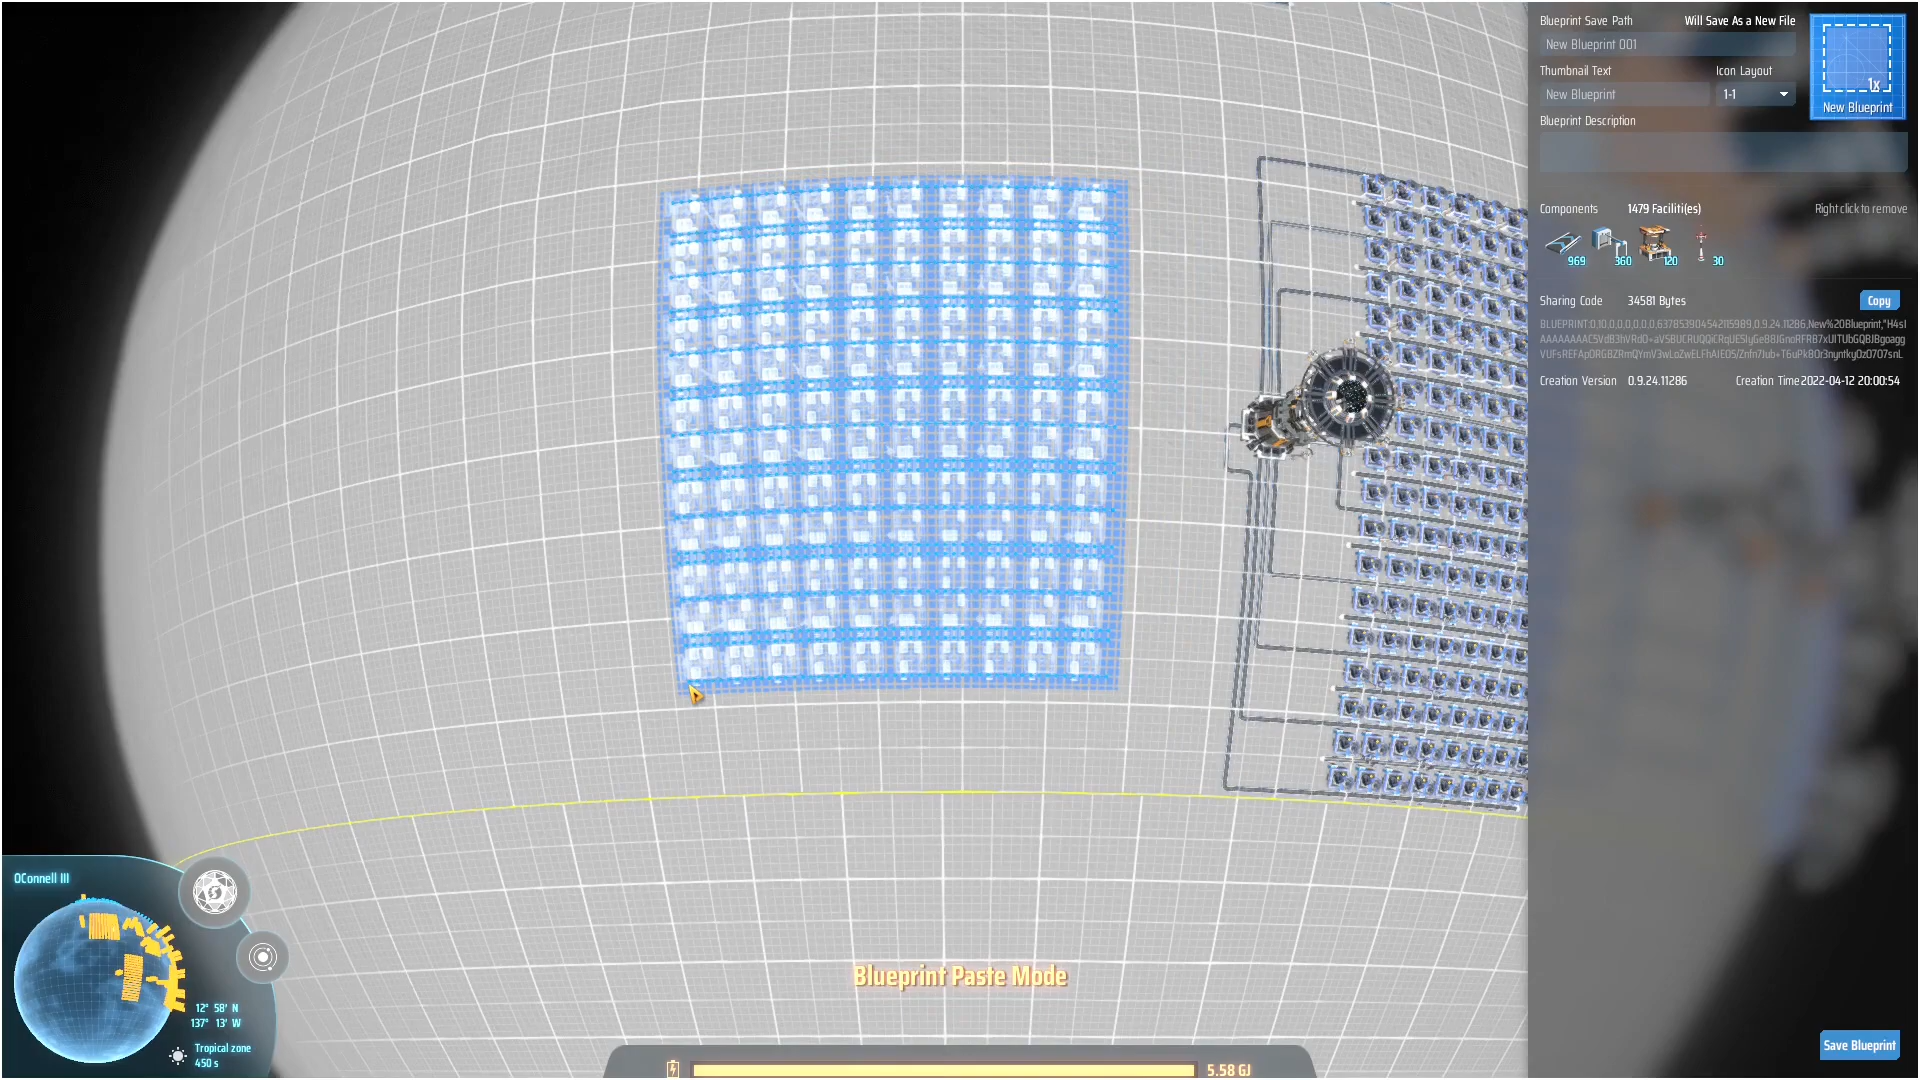 Blueprint Save Path Will Save As a New File
New Blueprint 001
Thumbnail Text Icon Layout
New Blueprint 1-1
1x
New Blueprint
Blueprint Description
Components 1479 Faciliti(es) Right click to remove
969 360 120 30
Sharing Code 34581 Bytes Copy
Creation Version 0.9.24.11286 Creation Time 2022-04-12 20:00:54
OConnell III
12° 58' N
137° 13' W
Tropical zone
450 s
Blueprint Paste Mode
5.58 GJ
Save Blueprint